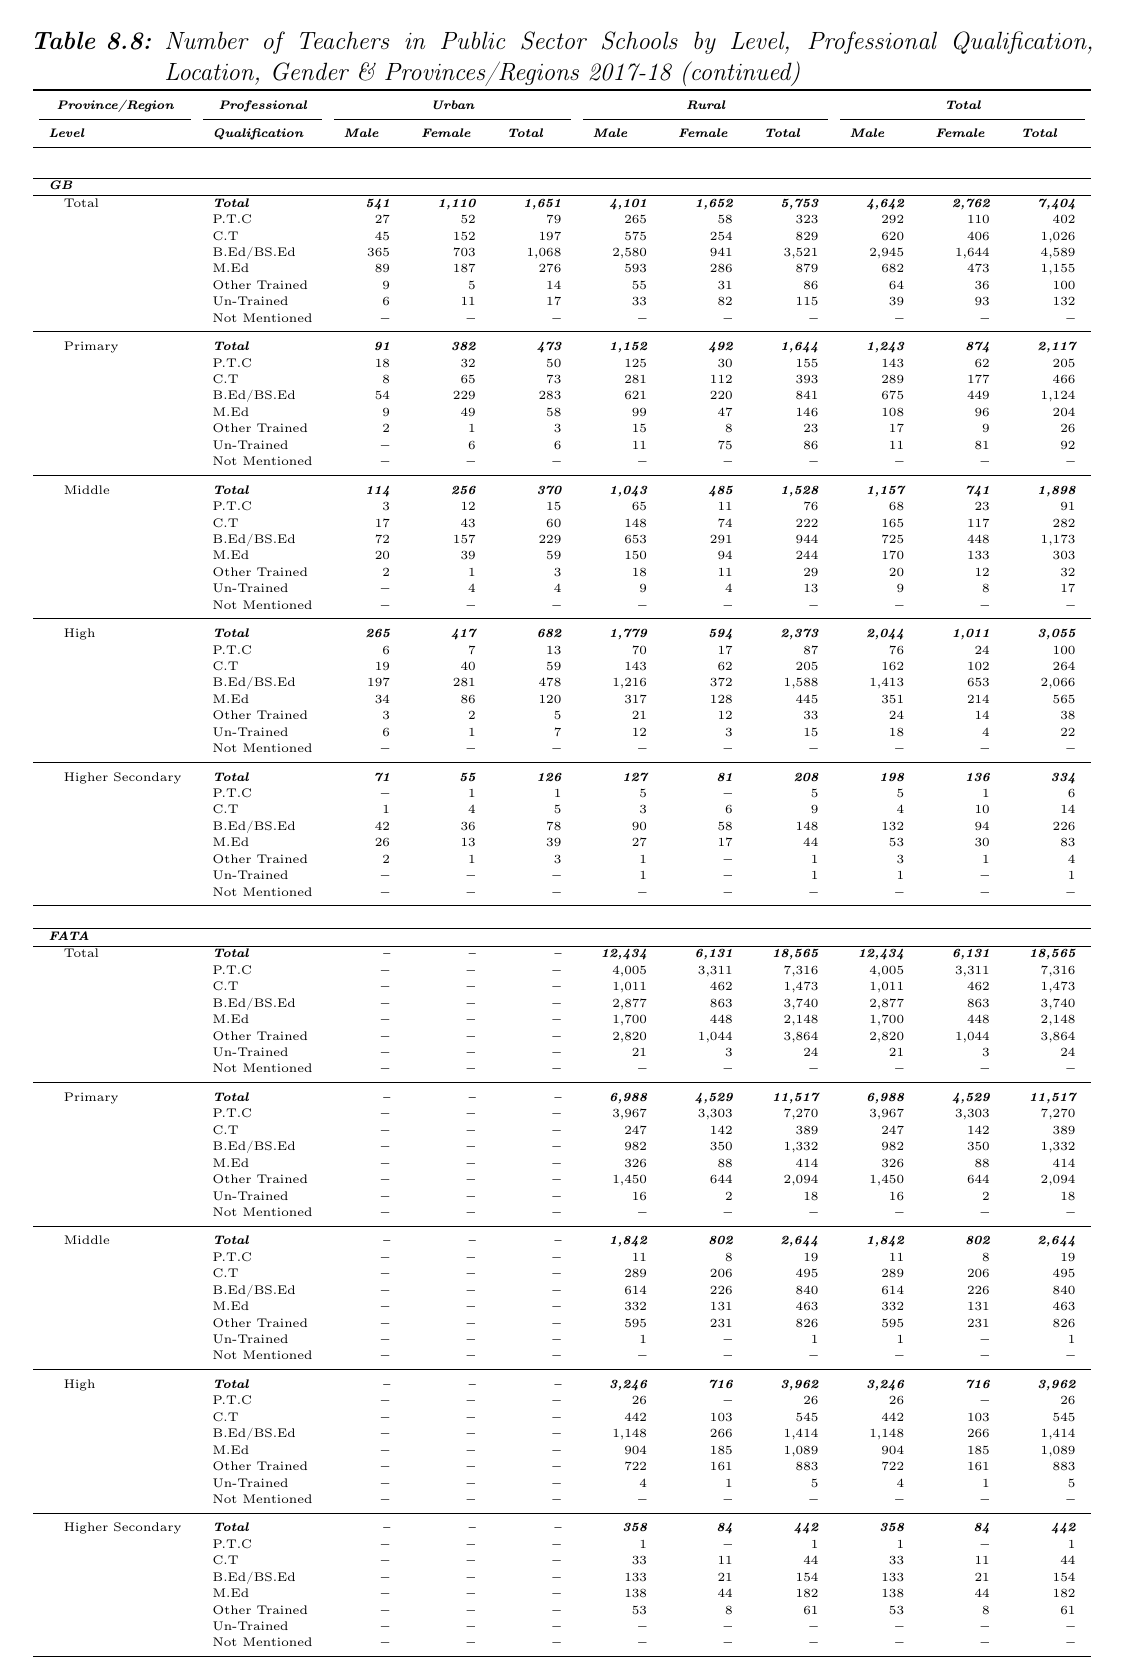 Table 8.8: Number of Teachers in Public Sector Schools by Level, Professional Qualification,
Location, Gender & Provinces/Regions 2017-18 (continued)
Province/Region Professional Urban Rural Total
Level Qualification Male Female Total Male Female Total Male Female Total
GB
Total Total 541 1,110 1,651 4,101 1,652 5,753 4,642 2,762 7,404
P.T.C 27 52 79 265 58 323 292 110 402
C.T 45 152 197 575 254 829 620 406 1,026
B.Ed/BS.Ed 365 703 1,068 2,580 941 3,521 2,945 1,644 4,589
M.Ed 89 187 276 593 286 879 682 473 1,155
Other Trained 9 5 14 55 31 86 64 36 100
Un-Trained 6 11 17 33 82 115 39 93 132
Not Mentioned – – – – – – – – –
Primary Total 91 382 473 1,152 492 1,644 1,243 874 2,117
P.T.C 18 32 50 125 30 155 143 62 205
C.T 8 65 73 281 112 393 289 177 466
B.Ed/BS.Ed 54 229 283 621 220 841 675 449 1,124
M.Ed 9 49 58 99 47 146 108 96 204
Other Trained 2 1 3 15 8 23 17 9 26
Un-Trained – 6 6 11 75 86 11 81 92
Not Mentioned – – – – – – – – –
Middle Total 114 256 370 1,043 485 1,528 1,157 741 1,898
P.T.C 3 12 15 65 11 76 68 23 91
C.T 17 43 60 148 74 222 165 117 282
B.Ed/BS.Ed 72 157 229 653 291 944 725 448 1,173
M.Ed 20 39 59 150 94 244 170 133 303
Other Trained 2 1 3 18 11 29 20 12 32
Un-Trained – 4 4 9 4 13 9 8 17
Not Mentioned – – – – – – – – –
High Total 265 417 682 1,779 594 2,373 2,044 1,011 3,055
P.T.C 6 7 13 70 17 87 76 24 100
C.T 19 40 59 143 62 205 162 102 264
B.Ed/BS.Ed 197 281 478 1,216 372 1,588 1,413 653 2,066
M.Ed 34 86 120 317 128 445 351 214 565
Other Trained 3 2 5 21 12 33 24 14 38
Un-Trained 6 1 7 12 3 15 18 4 22
Not Mentioned – – – – – – – – –
Higher Secondary Total 71 55 126 127 81 208 198 136 334
P.T.C – 1 1 5 – 5 5 1 6
C.T 1 4 5 3 6 9 4 10 14
B.Ed/BS.Ed 42 36 78 90 58 148 132 94 226
M.Ed 26 13 39 27 17 44 53 30 83
Other Trained 2 1 3 1 – 1 3 1 4
Un-Trained – – – 1 – 1 1 – 1
Not Mentioned – – – – – – – – –
FATA
Total Total – – – 12,434 6,131 18,565 12,434 6,131 18,565
P.T.C – – – 4,005 3,311 7,316 4,005 3,311 7,316
C.T – – – 1,011 462 1,473 1,011 462 1,473
B.Ed/BS.Ed – – – 2,877 863 3,740 2,877 863 3,740
M.Ed – – – 1,700 448 2,148 1,700 448 2,148
Other Trained – – – 2,820 1,044 3,864 2,820 1,044 3,864
Un-Trained – – – 21 3 24 21 3 24
Not Mentioned – – – – – – – – –
Primary Total – – – 6,988 4,529 11,517 6,988 4,529 11,517
P.T.C – – – 3,967 3,303 7,270 3,967 3,303 7,270
C.T – – – 247 142 389 247 142 389
B.Ed/BS.Ed – – – 982 350 1,332 982 350 1,332
M.Ed – – – 326 88 414 326 88 414
Other Trained – – – 1,450 644 2,094 1,450 644 2,094
Un-Trained – – – 16 2 18 16 2 18
Not Mentioned – – – – – – – – –
Middle Total – – – 1,842 802 2,644 1,842 802 2,644
P.T.C – – – 11 8 19 11 8 19
C.T – – – 289 206 495 289 206 495
B.Ed/BS.Ed – – – 614 226 840 614 226 840
M.Ed – – – 332 131 463 332 131 463
Other Trained – – – 595 231 826 595 231 826
Un-Trained – – – 1 – 1 1 – 1
Not Mentioned – – – – – – – – –
High Total – – – 3,246 716 3,962 3,246 716 3,962
P.T.C – – – 26 – 26 26 – 26
C.T – – – 442 103 545 442 103 545
B.Ed/BS.Ed – – – 1,148 266 1,414 1,148 266 1,414
M.Ed – – – 904 185 1,089 904 185 1,089
Other Trained – – – 722 161 883 722 161 883
Un-Trained – – – 4 1 5 4 1 5
Not Mentioned – – – – – – – – –
Higher Secondary Total – – – 358 84 442 358 84 442
P.T.C – – – 1 – 1 1 – 1
C.T – – – 33 11 44 33 11 44
B.Ed/BS.Ed – – – 133 21 154 133 21 154
M.Ed – – – 138 44 182 138 44 182
Other Trained – – – 53 8 61 53 8 61
Un-Trained – – – – – – – – –
Not Mentioned – – – – – – – – –